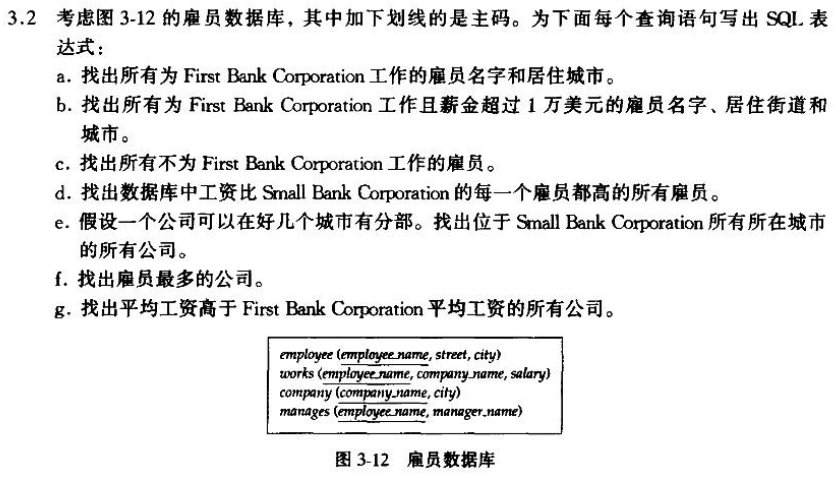 3.2 考虑图 3-12 的雇员数据库，其中加下划线的是主码。为下面每个查询语句写出 SQL 表
达式：
a. 找出所有为 First Bank Corporation 工作的雇员名字和居住城市。
b. 找出所有为 First Bank Corporation 工作且薪金超过 1 万美元的雇员名字、居住街道和
城市。
c. 找出所有不为 First Bank Corporation 工作的雇员。
d. 找出数据库中工资比 Small Bank Corporation 的每一个雇员都高的所有雇员。
e. 假设一个公司可以在好几个城市有分部。找出位于 Small Bank Corporation 所有所在城市
的所有公司。
f. 找出雇员最多的公司。
g. 找出平均工资高于 First Bank Corporation 平均工资的所有公司。
employee (employee_name, street, city)
works (employee_name, company_name, salary)
company (company_name, city)
manages (employee_name, manager_name)
图 3-12 雇员数据库